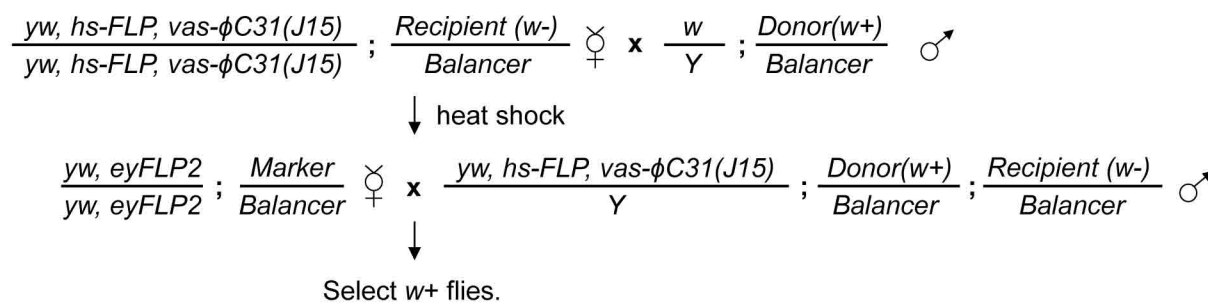 yw, hs-FLP, vas-ϕC31(J15) Recipient (w-) w Donor(w+)
; ☿ x ; ♂
yw, hs-FLP, vas-ϕC31(J15) Balancer Y Balancer
heat shock
yw, eyFLP2 Marker yw, hs-FLP, vas-ϕC31(J15) Donor(w+) Recipient (w-)
; ☿ x ; ; ♂
yw, eyFLP2 Balancer Y Balancer Balancer
Select w+ flies.